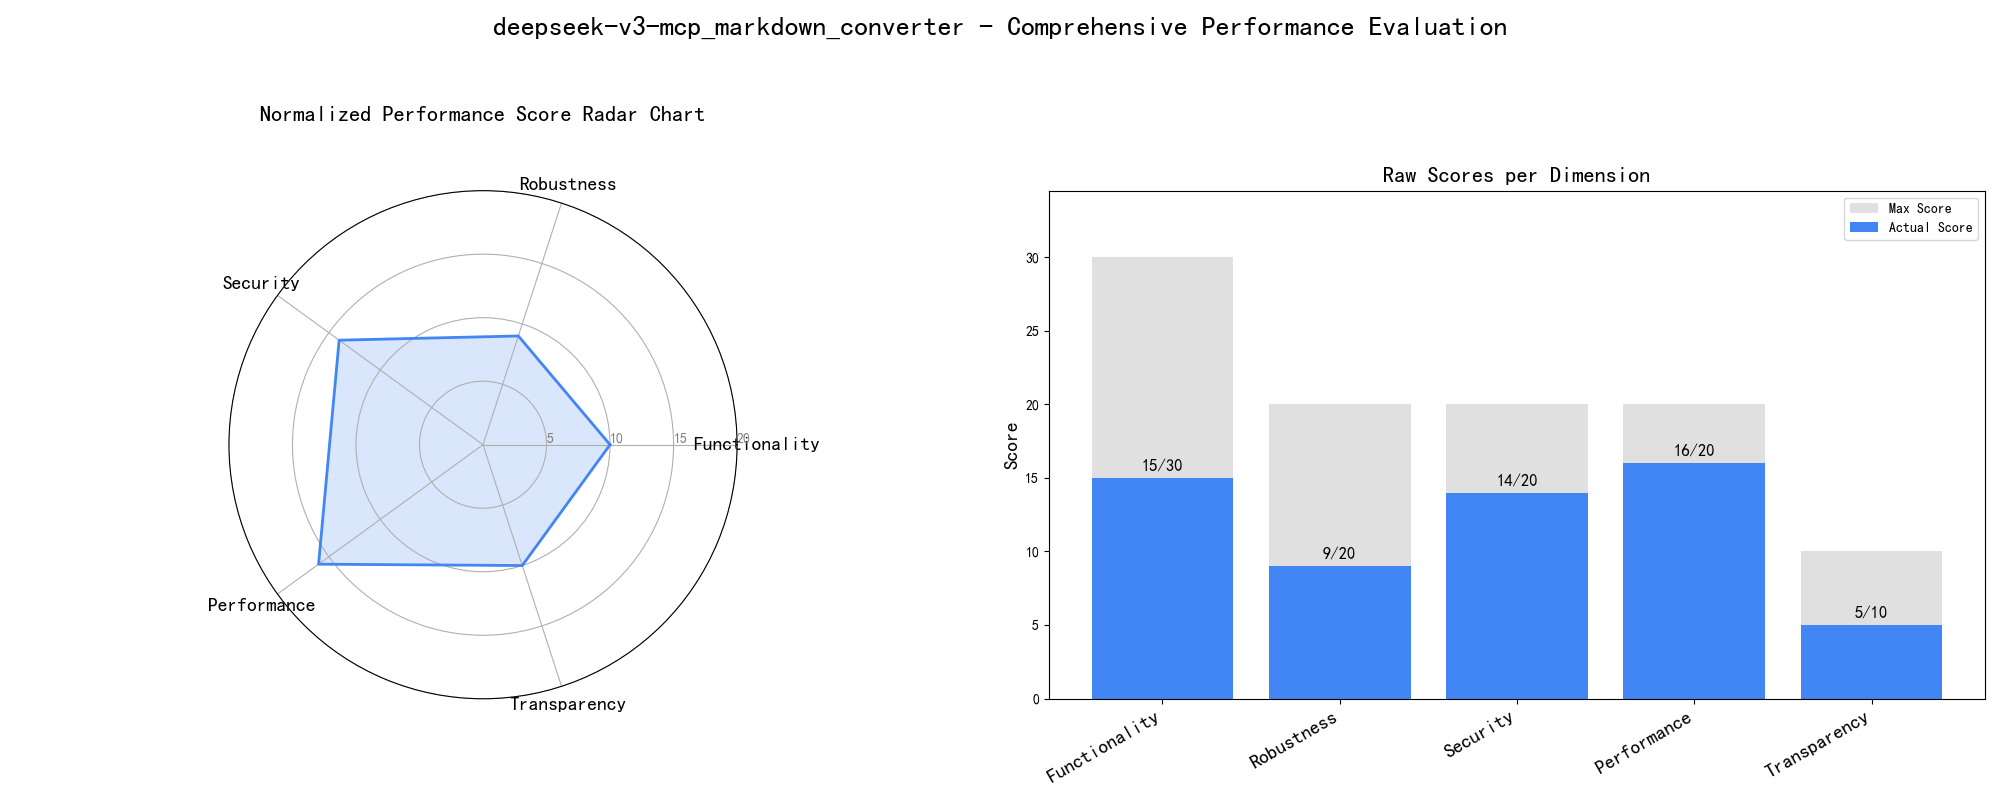 deepseek-v3-mcp_markdown_converter - Comprehensive Performance Evaluation
Normalized Performance Score Radar Chart
Robustness
Security
5
10
15
20
Functionality
Performance
Transparency
Raw Scores per Dimension
Max Score
Actual Score
Score
30
25
20
15
10
5
0
15/30
9/20
14/20
16/20
5/10
Functionality
Robustness
Security
Performance
Transparency